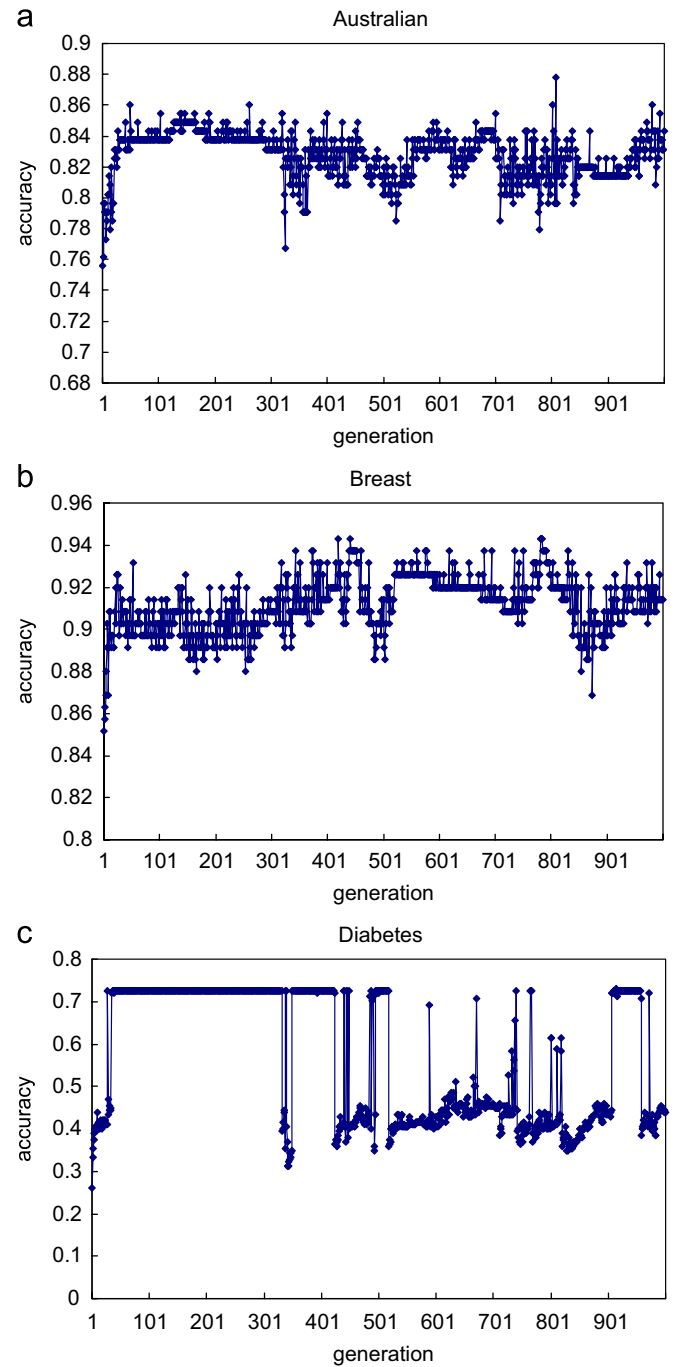 a
Australian
0.9
0.88
0.86
0.84
0.82
0.8
0.78
0.76
0.74
0.72
0.7
0.68
accuracy
1 101 201 301 401 501 601 701 801 901
generation
b
Breast
0.96
0.94
0.92
0.9
0.88
0.86
0.84
0.82
0.8
accuracy
1 101 201 301 401 501 601 701 801 901
generation
c
Diabetes
0.8
0.7
0.6
0.5
0.4
0.3
0.2
0.1
0
accuracy
1 101 201 301 401 501 601 701 801 901
generation